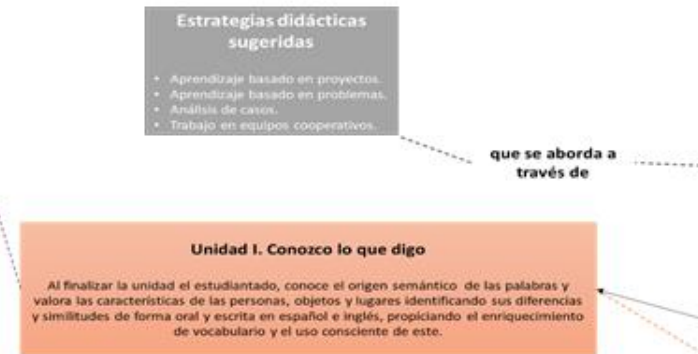 Estrategias didácticas
sugeridas
• Aprendizaje basado en proyectos.
• Aprendizaje basado en problemas.
• Análisis de casos.
• Trabajo en equipos cooperativos.
que se aborda a
través de
Unidad I. Conozco lo que digo
Al finalizar la unidad el estudiantado, conoce el origen semántico de las palabras y
valora las características de las personas, objetos y lugares identificando sus diferencias
y similitudes de forma oral y escrita en español e inglés, propiciando el enriquecimiento
de vocabulario y el uso consciente de este.